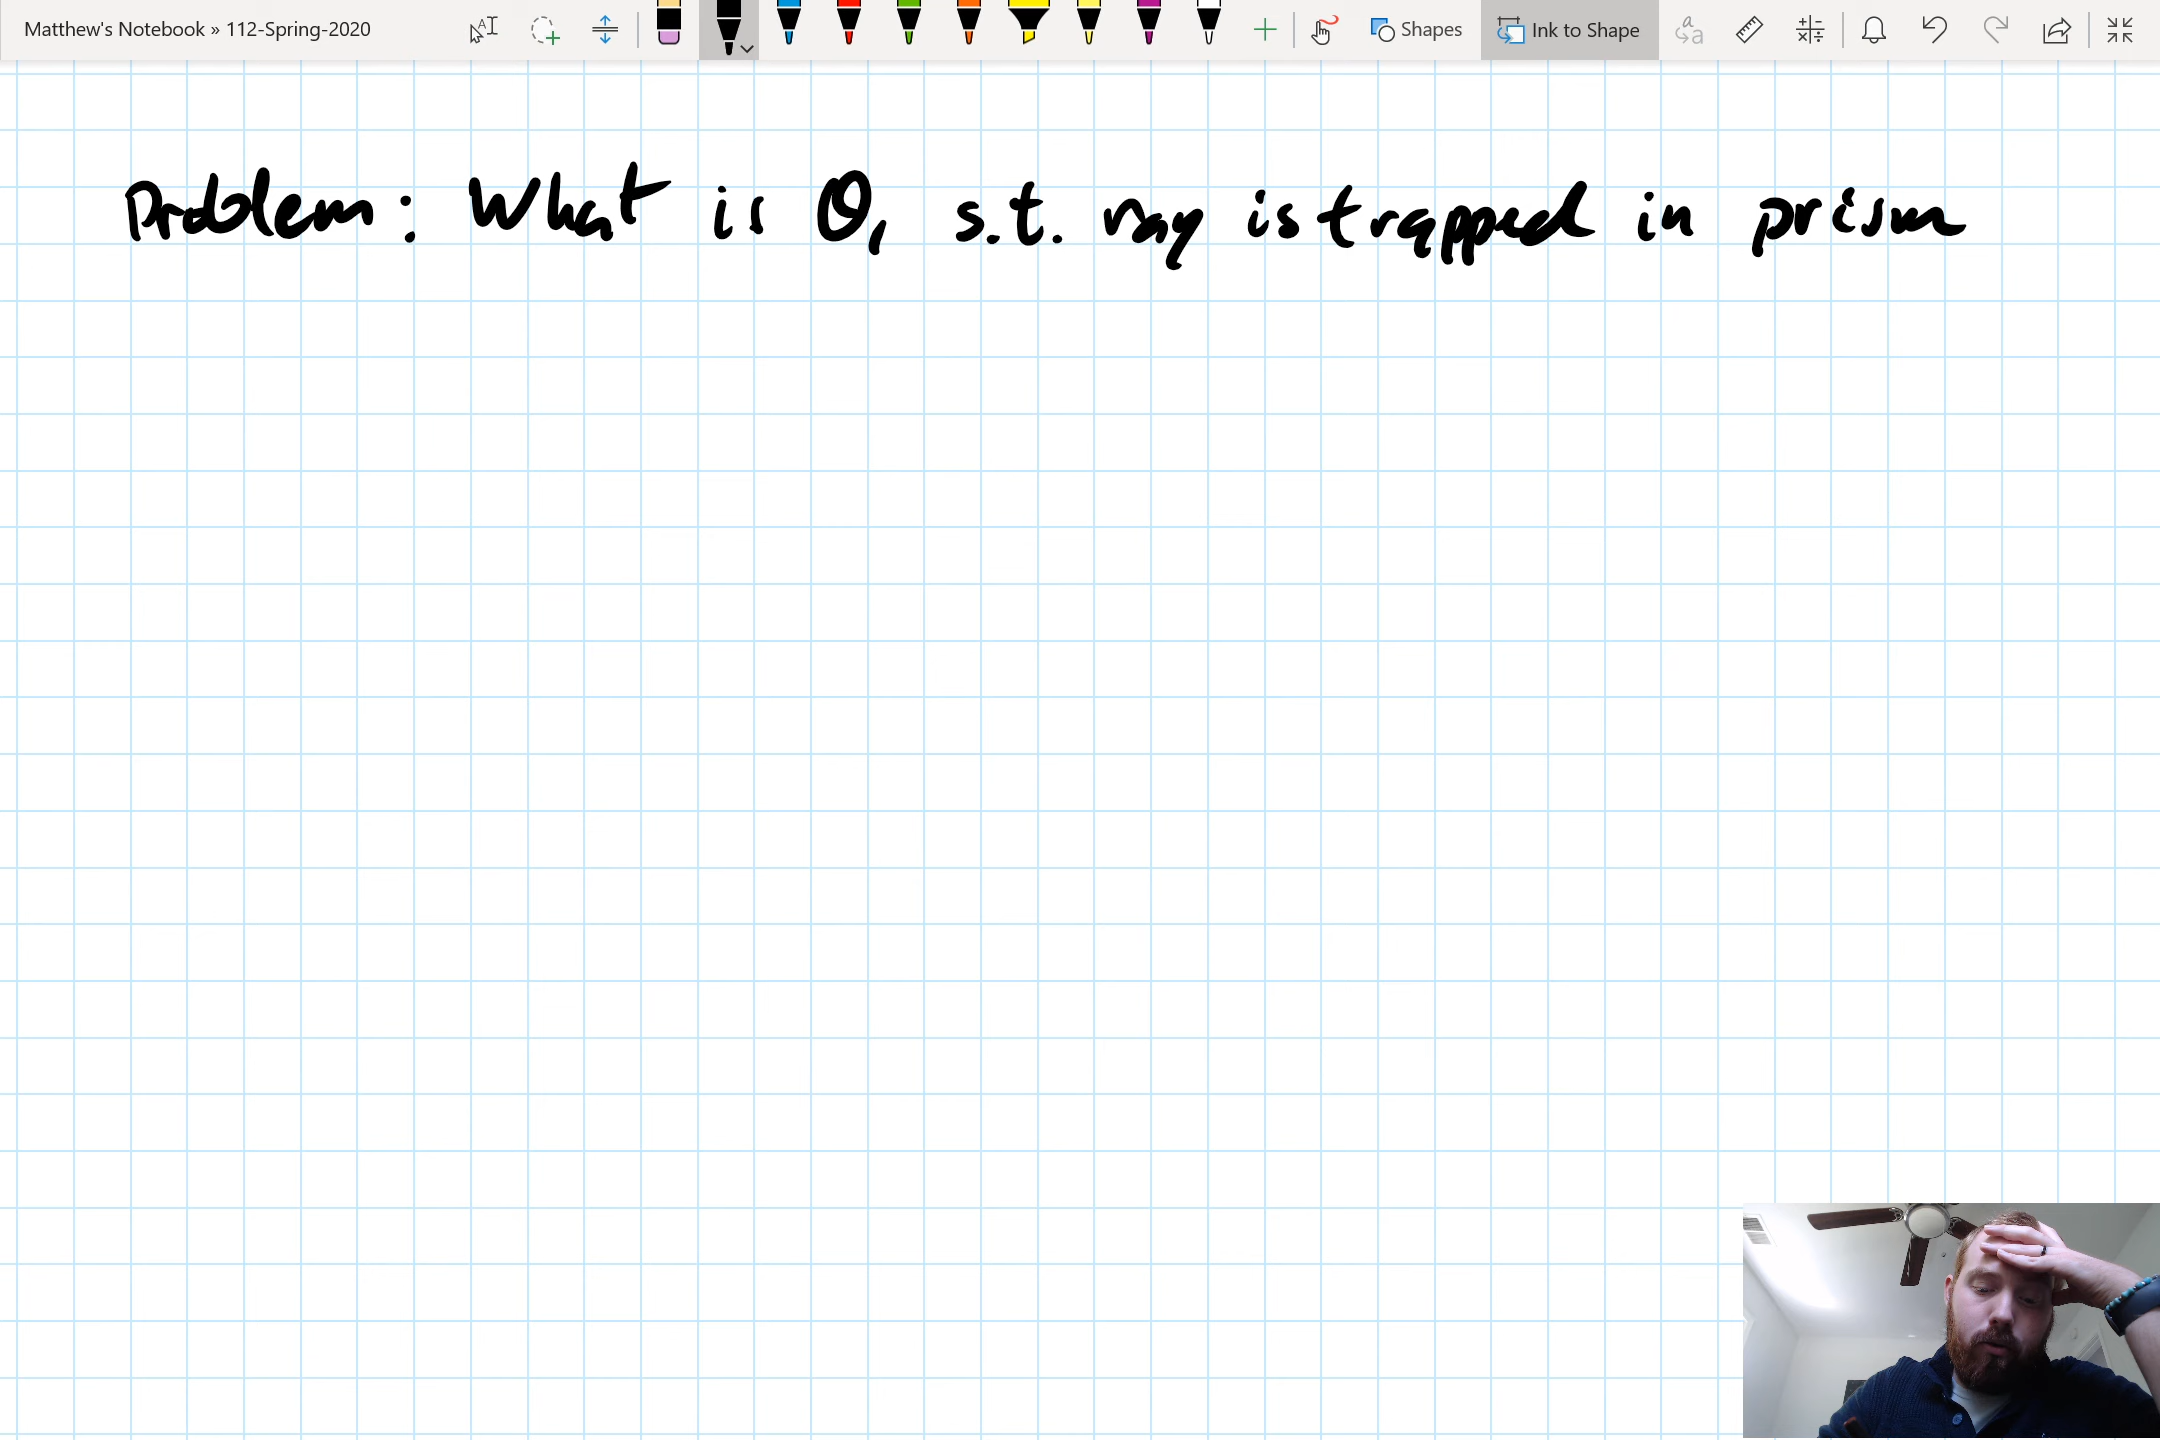 Matthew's Notebook » 112-Spring-2020 Shapes Ink to Shape
Problem: What is θ, s.t. ray is trapped in prism